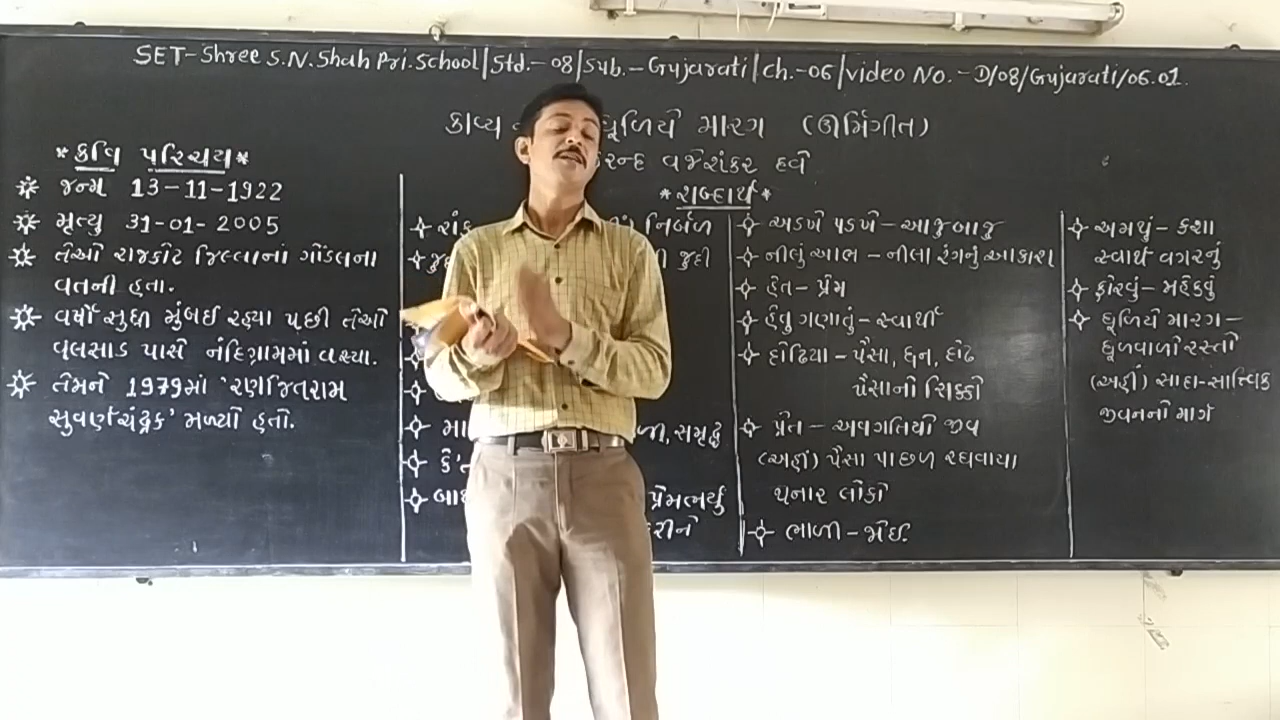 SET-Shree S.N.Shah Pri.School/Std.-08/Sub.-Gujarati/Ch.-06/video No.-D/08/Gujarati/06.01.
કાવ્ય ધૂળિયે મારગ (ઊર્મિગીત)
વજેશંકર દવે
*કવિ પરિચય*
જન્મ 13-11-1922
મૃત્યુ 31-01-2005
તેઓ રાજકોટ જિલ્લાનાં ગોંડલના
વતની હતા.
વર્ષો સુધી મુંબઈ રહ્યા પછી તેઓ
વલસાડ પાસે નંદિગ્રામમાં વસ્યા.
તેમને 1979માં 'રણજિતરામ
સુવર્ણચંદ્રક' મળ્યો હતો.
*શબ્દાર્થ*
રાંક નિર્બળ
જુદી
સમૃદ્ધ
પ્રેમભર્યું
અડખે પડખે - આજુબાજુ
નીલું આભ - નીલા રંગનું આકાશ
હેત - પ્રેમ
હેતુ ગણાતું - સ્વાર્થી
દોઢિયા - પૈસા, ધન, દોઢ
પૈસાનો સિક્કો
પ્રેત - અવગતિયો જીવ
(અહીં) પૈસા પાછળ રઘવાયા
થનાર લોકો
ભાળી - જોઈ.
અમથું - કશા
સ્વાર્થ વગરનું
ફોરવું - મહેકવું
ધૂળિયે મારગ -
ધૂળવાળો રસ્તો
(અહીં) સાદા-સાત્ત્વિક
જીવનનો માર્ગ